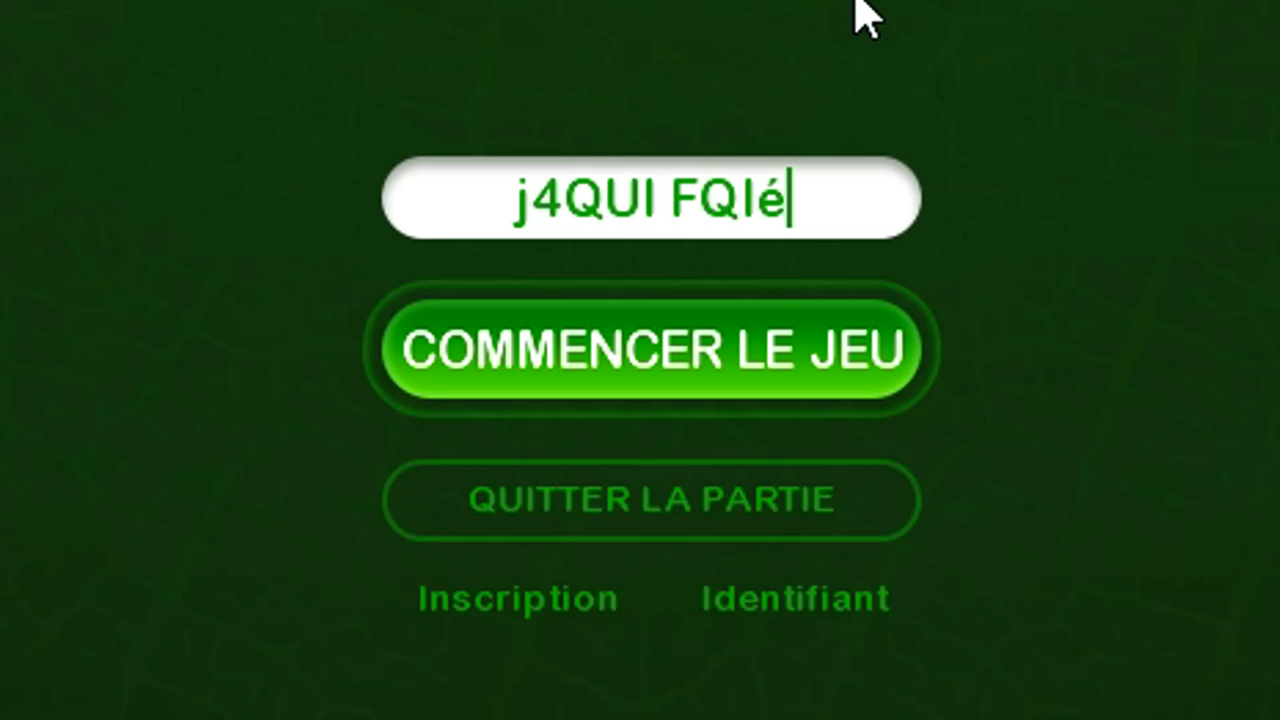 j4QUI FQIé
COMMENCER LE JEU
QUITTER LA PARTIE
Inscription Identifiant